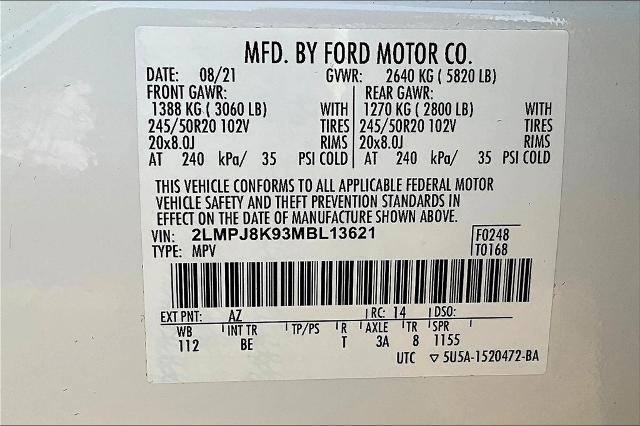 MFD. BY FORD MOTOR CO.
DATE: 08/21 GVWR: 2640 KG ( 5820 LB)
FRONT GAWR: REAR GAWR:
1388 KG ( 3060 LB) WITH 1270 KG ( 2800 LB) WITH
245/50R20 102V TIRES 245/50R20 102V TIRES
20x8.0J RIMS 20x8.0J RIMS
AT 240 kPa/ 35 PSI COLD AT 240 kPa/ 35 PSI COLD
THIS VEHICLE CONFORMS TO ALL APPLICABLE FEDERAL MOTOR
VEHICLE SAFETY AND THEFT PREVENTION STANDARDS IN
EFFECT ON THE DATE OF MANUFACTURE SHOWN ABOVE.
VIN: 2LMPJ8K93MBL13621 F0248
TYPE: MPV T0168
EXT PNT: AZ RC: 14 DSO:
WB INT TR TP/PS R AXLE TR SPR
112 BE T 3A 8 1155
UTC ▽ 5U5A-1520472-BA